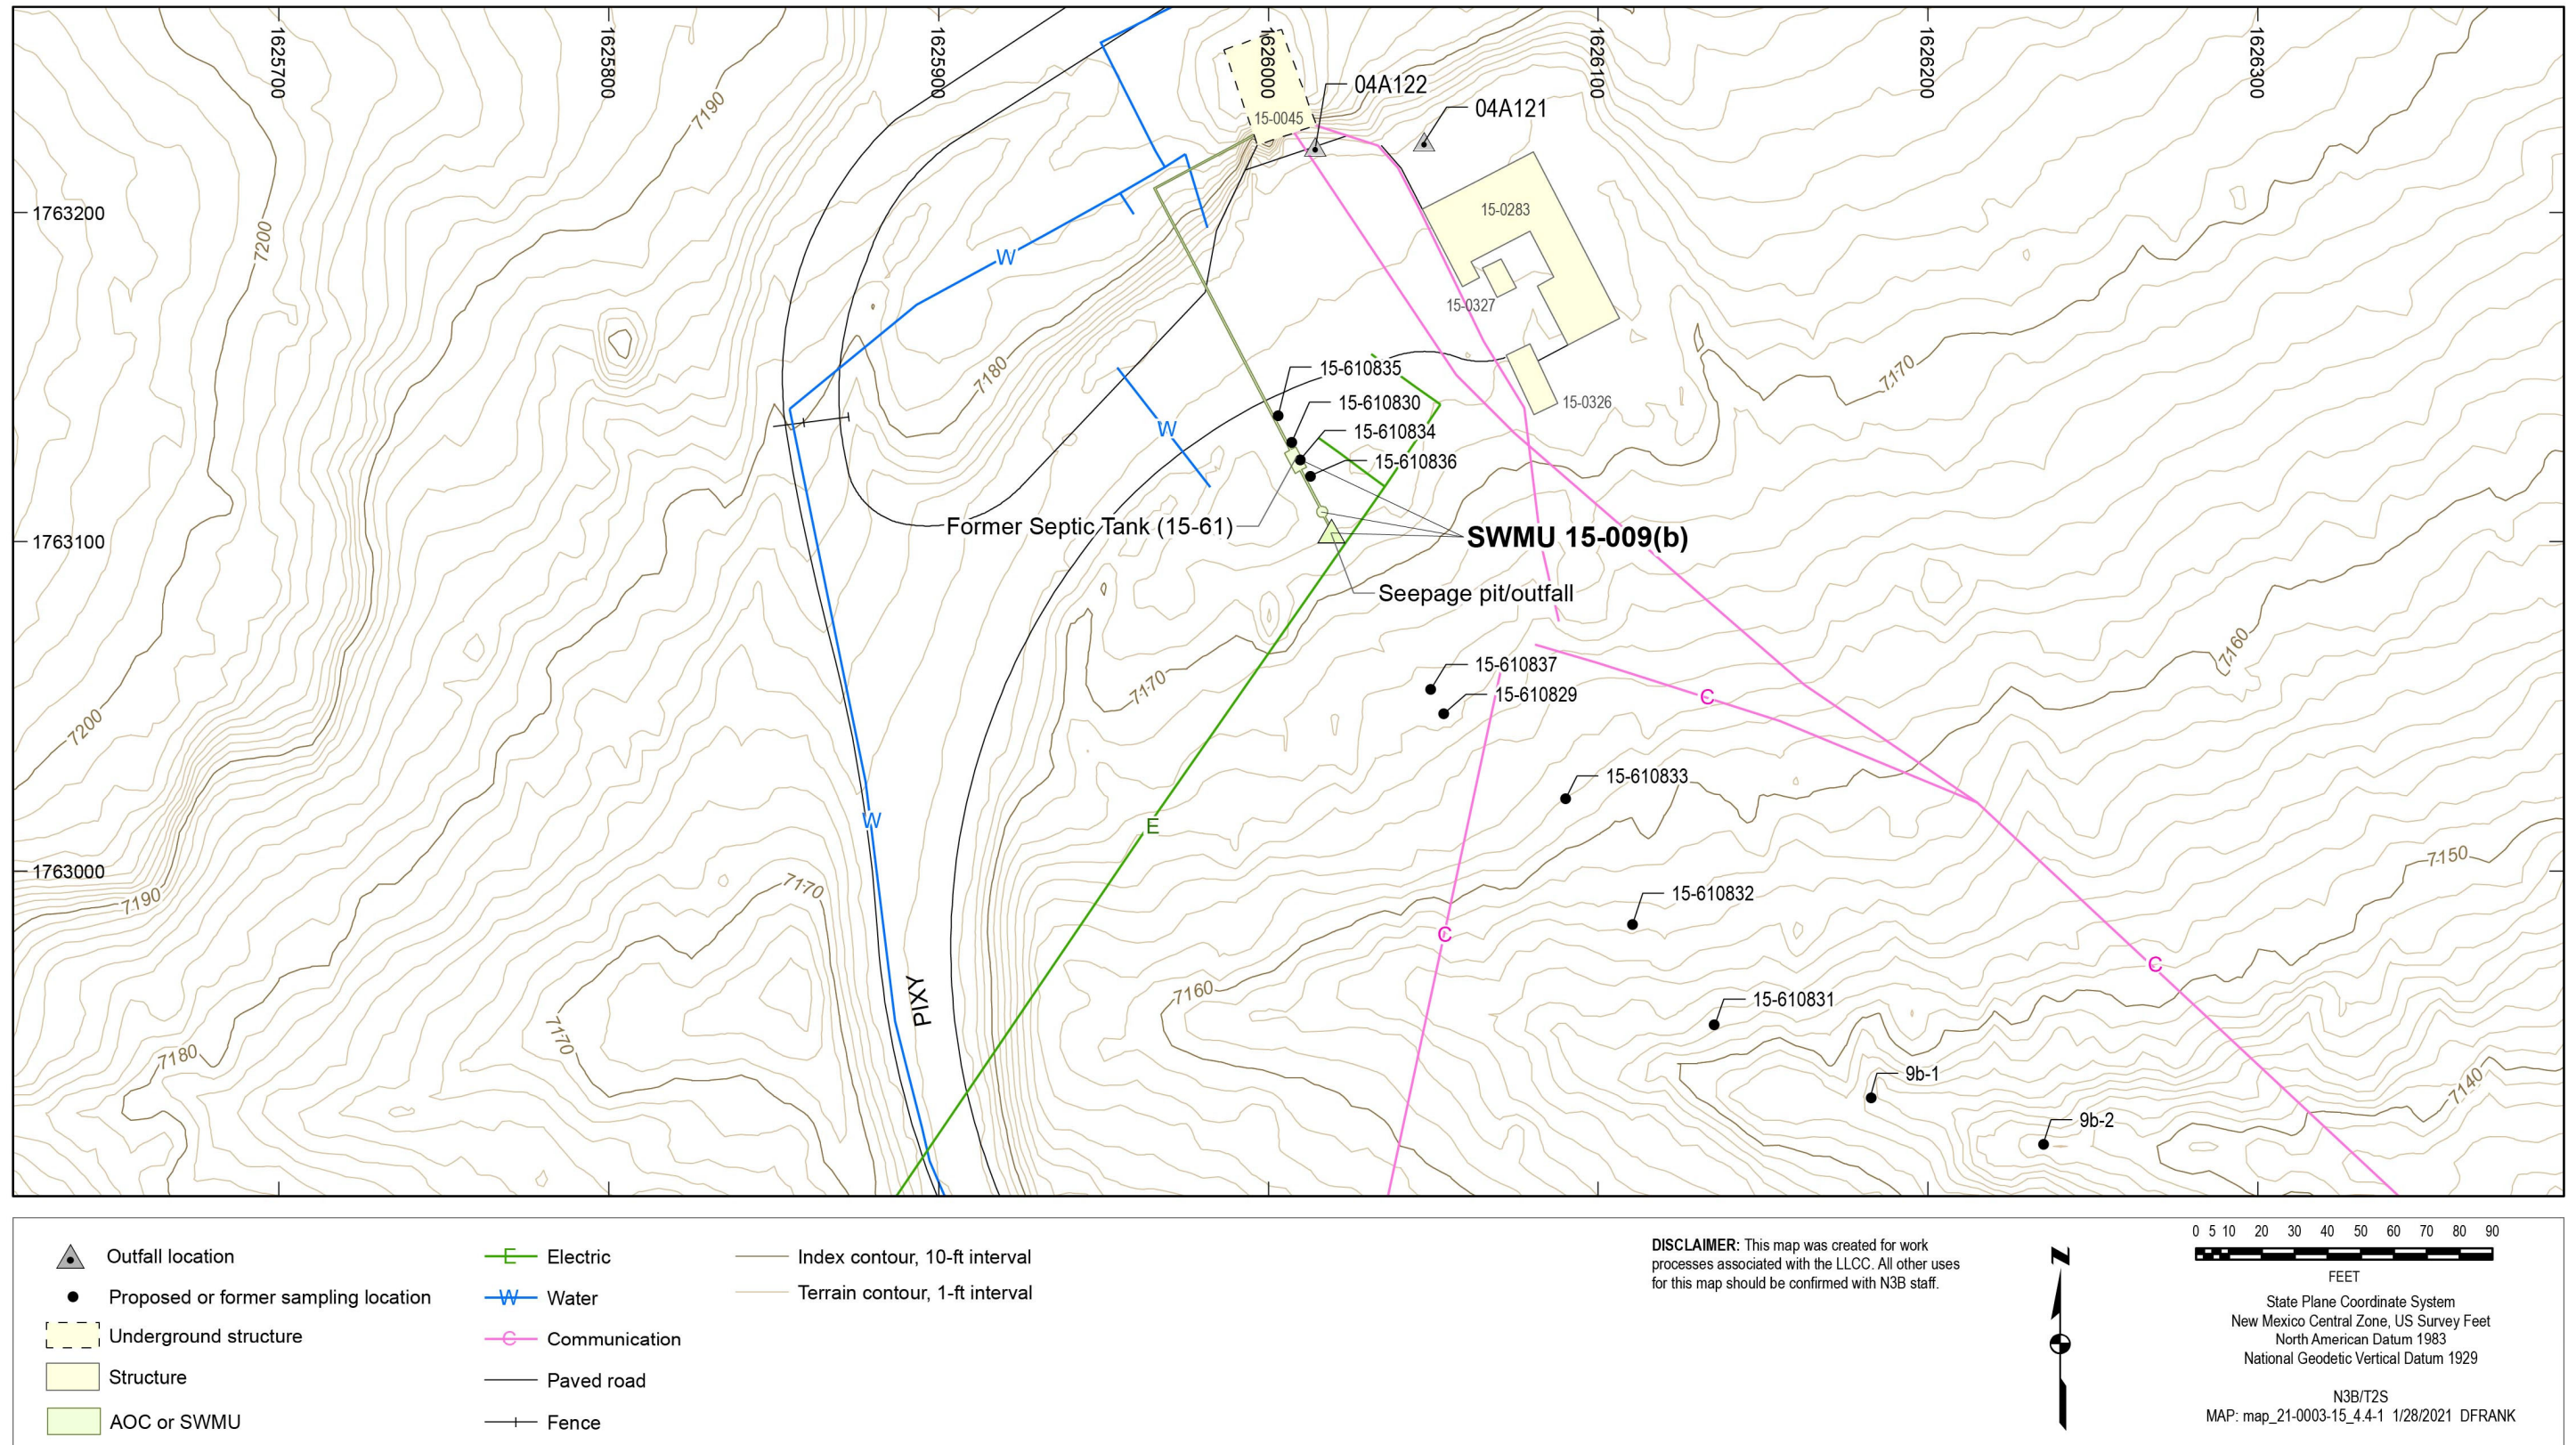 1625700
1625800
1625900
1626000
1626100
1626200
1626300
04A122
04A121
7190
15-0045
1763200
7200
15-0283
W
15-0327
7180
7170
15-610835
15-610830
15-0326
W
15-610834
15-610836
Former Septic Tank (15-61)
SWMU 15-009(b)
1763100
Seepage pit/outfall
7160
15-610837
7170
15-610829
C
7200
15-610833
W
E
1763000
7150
7170
15-610832
7190
C
C
7160
15-610831
PIXY
7170
7180
9b-1
7140
9b-2
Outfall location
Proposed or former sampling location
Underground structure
Structure
AOC or SWMU
E Electric
W Water
C Communication
Paved road
Fence
Index contour, 10-ft interval
Terrain contour, 1-ft interval
DISCLAIMER: This map was created for work
processes associated with the LLCC. All other uses
for this map should be confirmed with N3B staff.
N
0 5 10 20 30 40 50 60 70 80 90
FEET
State Plane Coordinate System
New Mexico Central Zone, US Survey Feet
North American Datum 1983
National Geodetic Vertical Datum 1929
N3B/T2S
MAP: map_21-0003-15_4.4-1 1/28/2021 DFRANK